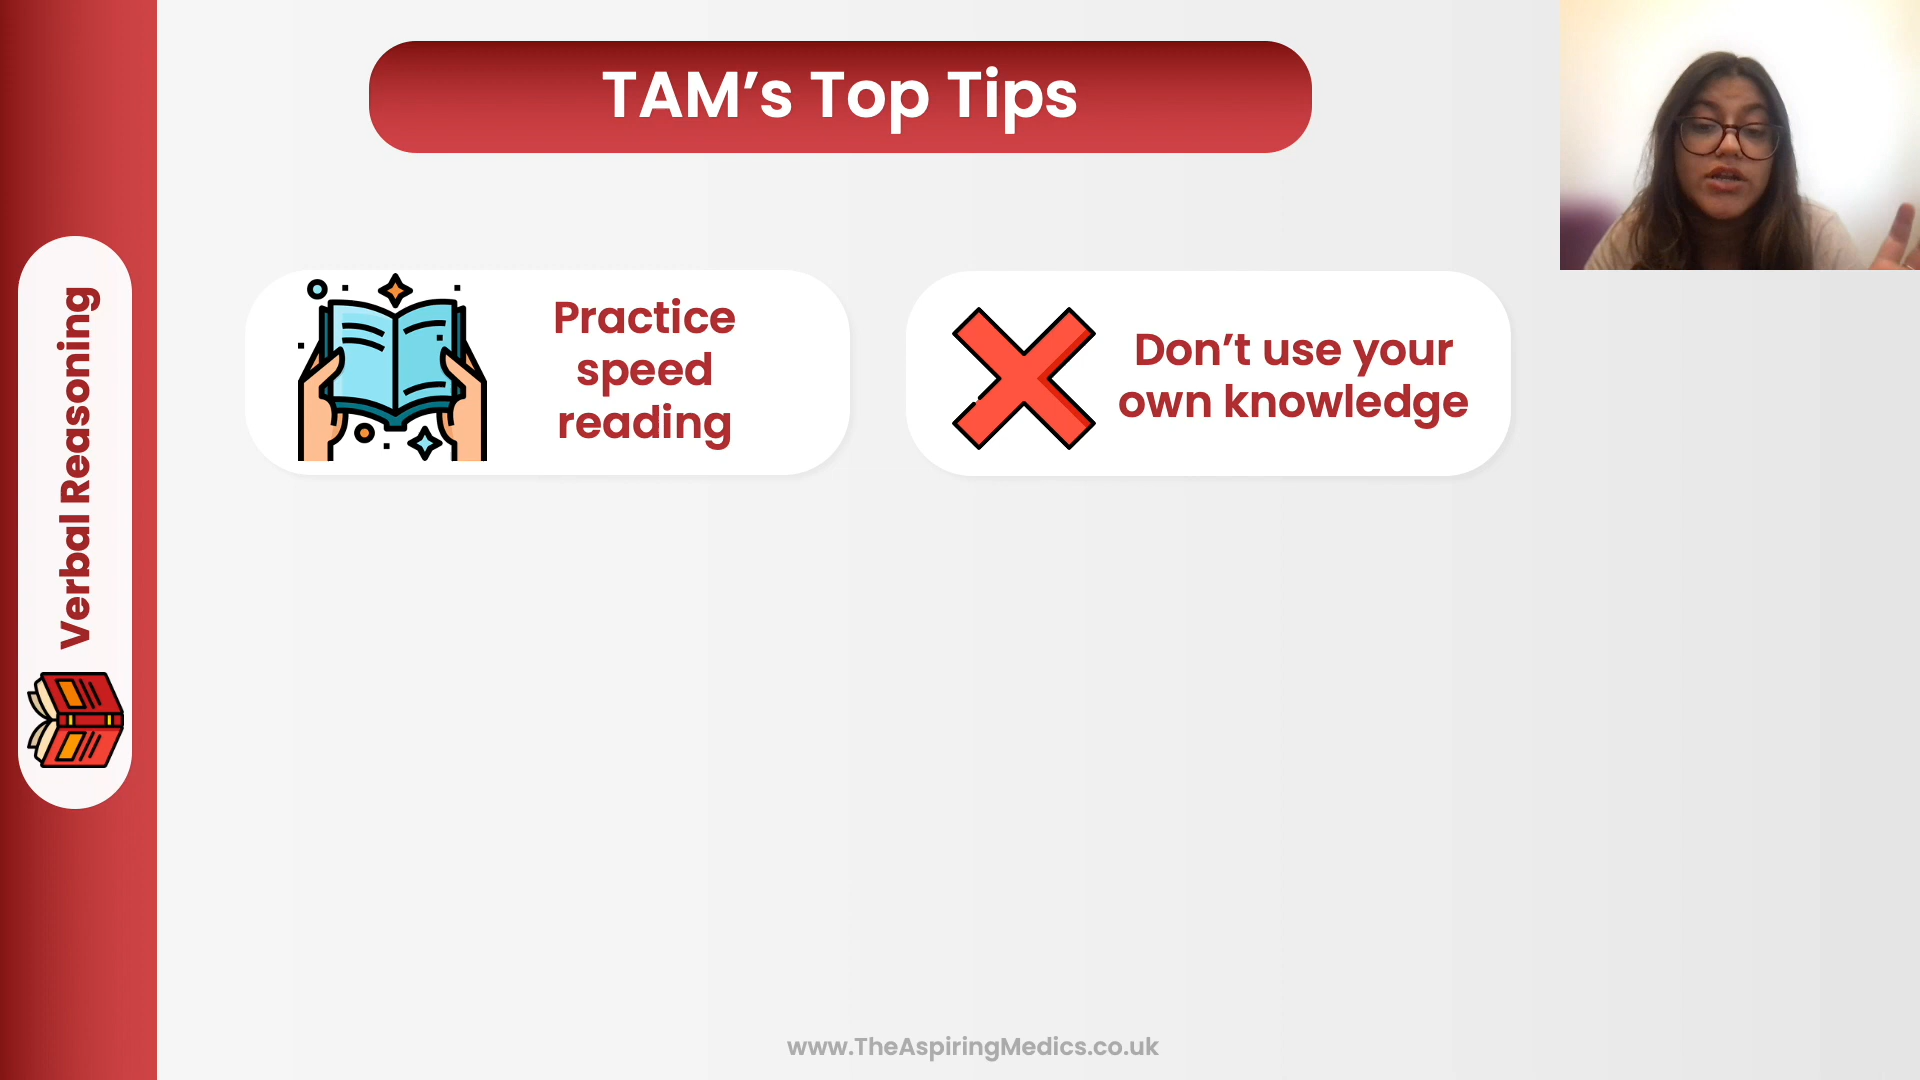 TAM’s Top Tips
Verbal Reasoning
Practice
speed
reading
Don’t use your
own knowledge
www.TheAspiringMedics.co.uk